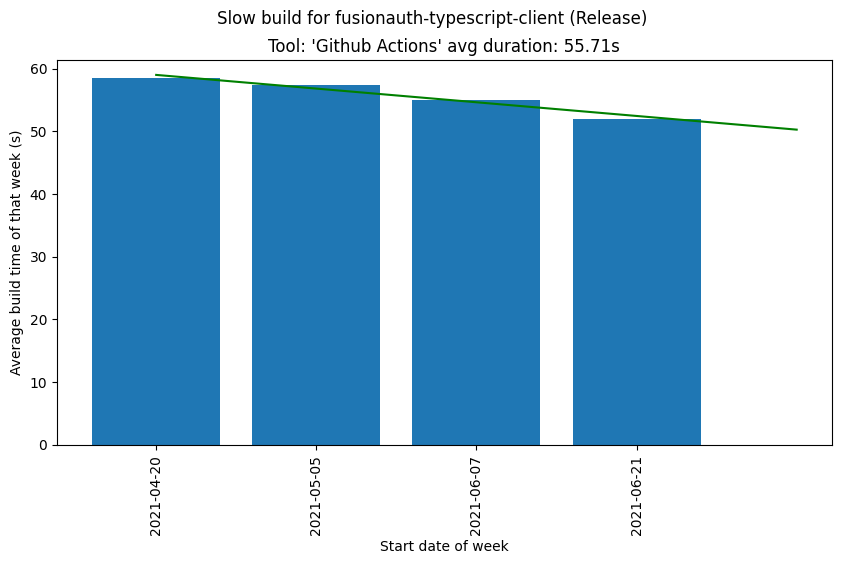 Slow build for fusionauth-typescript-client (Release)
Tool: 'Github Actions' avg duration: 55.71s
Average build time of that week (s)
60
50
40
30
20
10
0
2021-04-20
2021-05-05
2021-06-07
2021-06-21
Start date of week